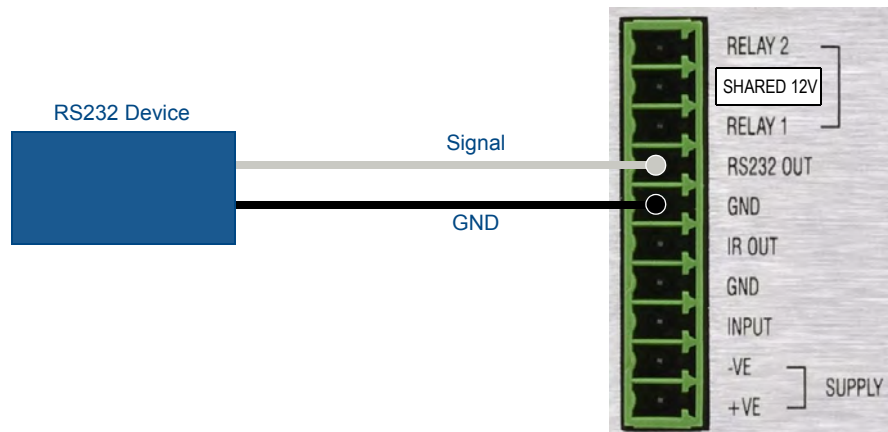 RS232 Device
Signal
GND
RELAY 2
SHARED 12V
RELAY 1
RS232 OUT
GND
IR OUT
GND
INPUT
-VE
+VE
SUPPLY